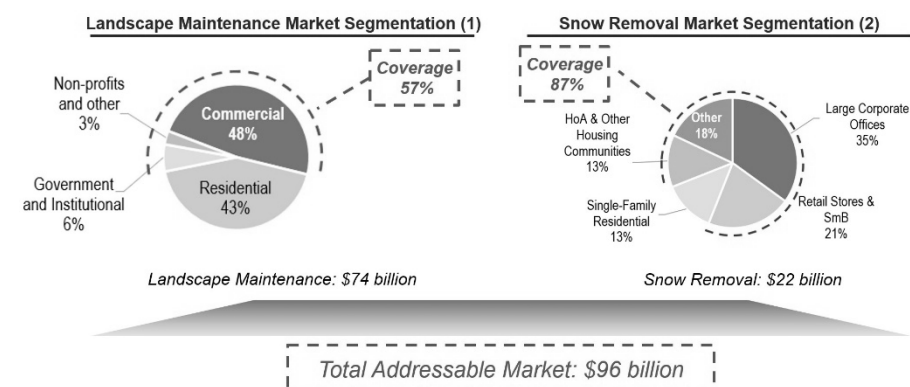 Landscape Maintenance Market Segmentation (1)
Non-profits
and other
3%
Commercial
48%
Coverage
57%
Government
and Institutional
6%
Residential
43%
Landscape Maintenance: $74 billion
Snow Removal Market Segmentation (2)
Coverage
87%
HoA & Other
Housing
Communities
13%
Other
18%
Large Corporate
Offices
35%
Single-Family
Residential
13%
Retail Stores &
SmB
21%
Snow Removal: $22 billion
Total Addressable Market: $96 billion